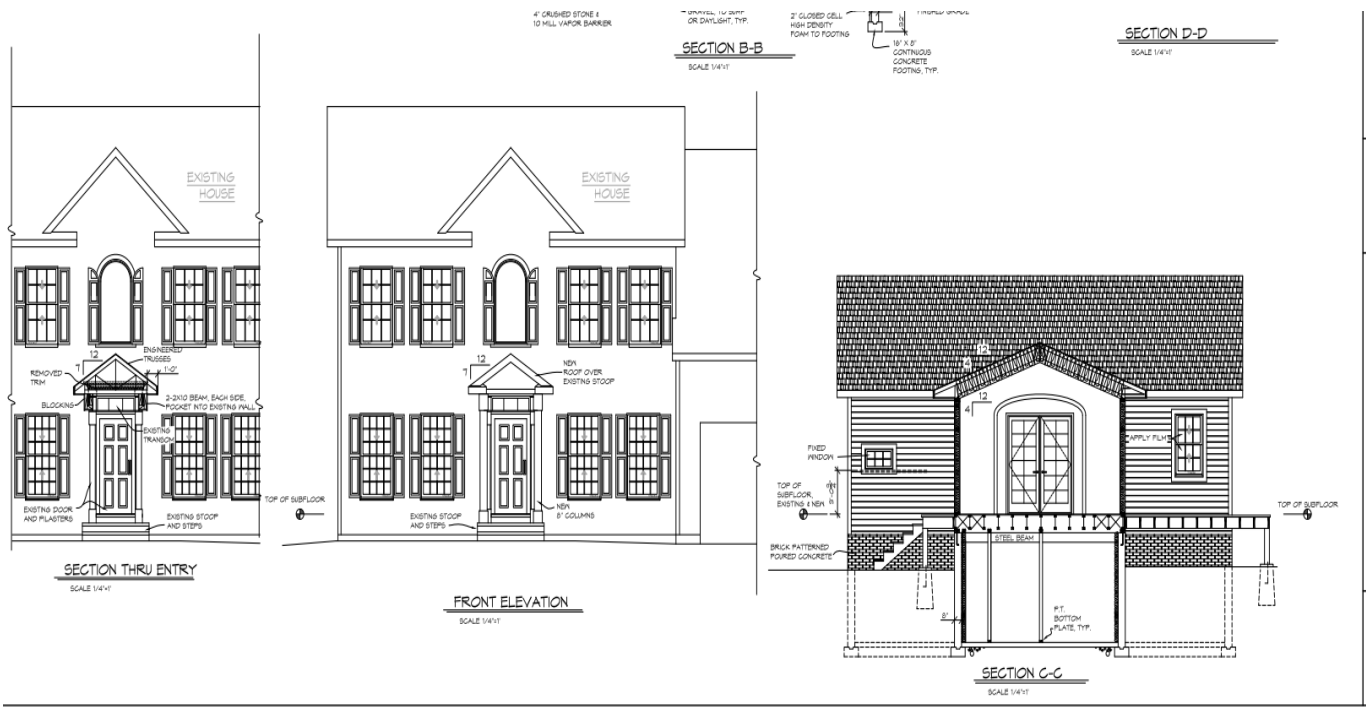 4" CRUSHED STONE &
10 MILL VAPOR BARRIER
GRAVEL, TO SUMP
OR DAYLIGHT, TYP.
SECTION B-B
SCALE 1/4"=1'
2" CLOSED CELL
HIGH DENSITY
FOAM TO FOOTING
FINISHED GRADE
16" X 8"
CONTINUOUS
CONCRETE
FOOTING, TYP.
SECTION D-D
SCALE 1/4"=1'
EXISTING
HOUSE
12
7
ENGINEERED
TRUSSES
1'-0"
REMOVED
TRIM
BLOCKING
2-2X10 BEAM, EACH SIDE,
POCKET INTO EXISTING WALL
EXISTING
TRANSOM
EXISTING DOOR
AND PILASTERS
EXISTING STOOP
AND STEPS
TOP OF SUBFLOOR
SECTION THRU ENTRY
SCALE 1/4"=1'
EXISTING
HOUSE
12
7
NEW
ROOF OVER
EXISTING STOOP
EXISTING STOOP
AND STEPS
NEW
8" COLUMNS
FRONT ELEVATION
SCALE 1/4"=1'
12
4
12
4
FIXED
WINDOW
APPLY FILM
TOP OF
SUBFLOOR,
EXISTING & NEW
TOP OF SUBFLOOR
STEEL BEAM
BRICK PATTERNED
POURED CONCRETE
8"
P.T.
BOTTOM
PLATE, TYP.
SECTION C-C
SCALE 1/4"=1'